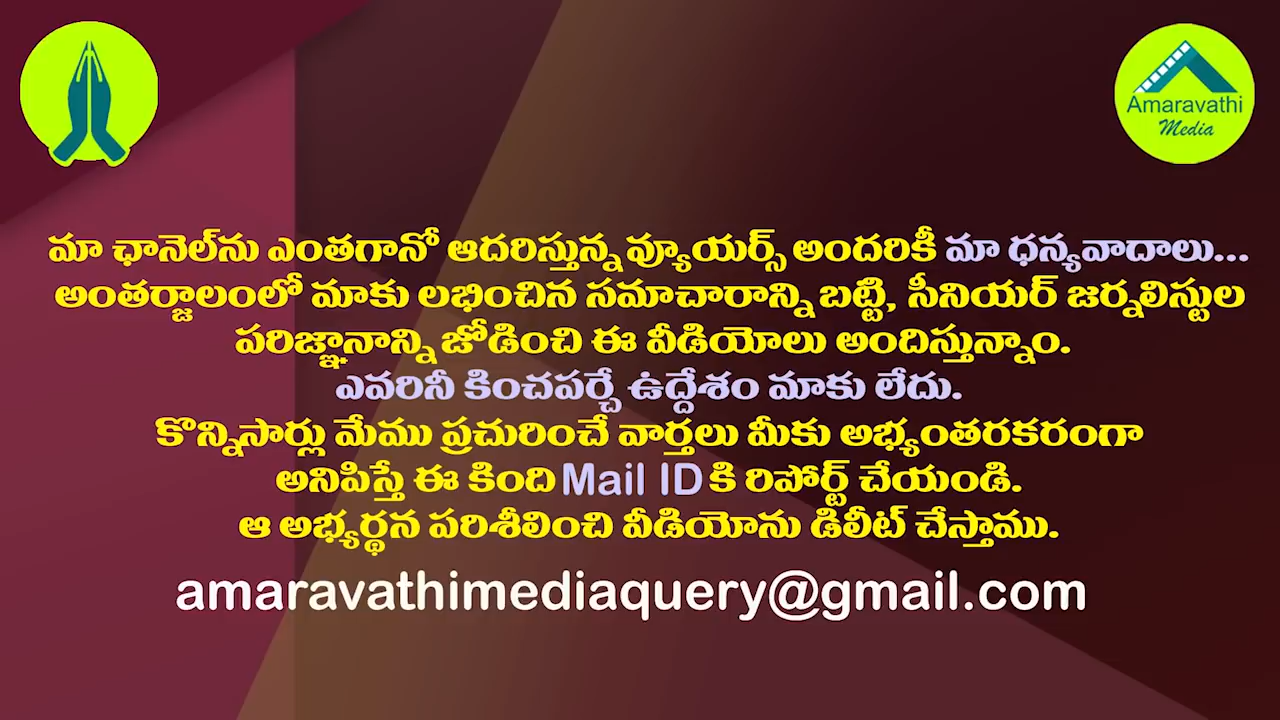 Amaravathi
Media
మా ఛానెల్‌ను ఎంతగానో ఆదరిస్తున్న వ్యూయర్స్ అందరికీ మా ధన్యవాదాలు...
అంతర్జాలంలో మాకు లభించిన సమాచారాన్ని బట్టి, సీనియర్ జర్నలిస్టుల
పరిజ్ఞానాన్ని జోడించి ఈ వీడియోలు అందిస్తున్నాం.
ఎవరినీ కించపర్చే ఉద్దేశం మాకు లేదు.
కొన్నిసార్లు మేము ప్రచురించే వార్తలు మీకు అభ్యంతరకరంగా
అనిపిస్తే ఈ కింది Mail ID కి రిపోర్ట్ చేయండి.
ఆ అభ్యర్థన పరిశీలించి వీడియోను డిలీట్ చేస్తాము.
amaravathimediaquery@gmail.com